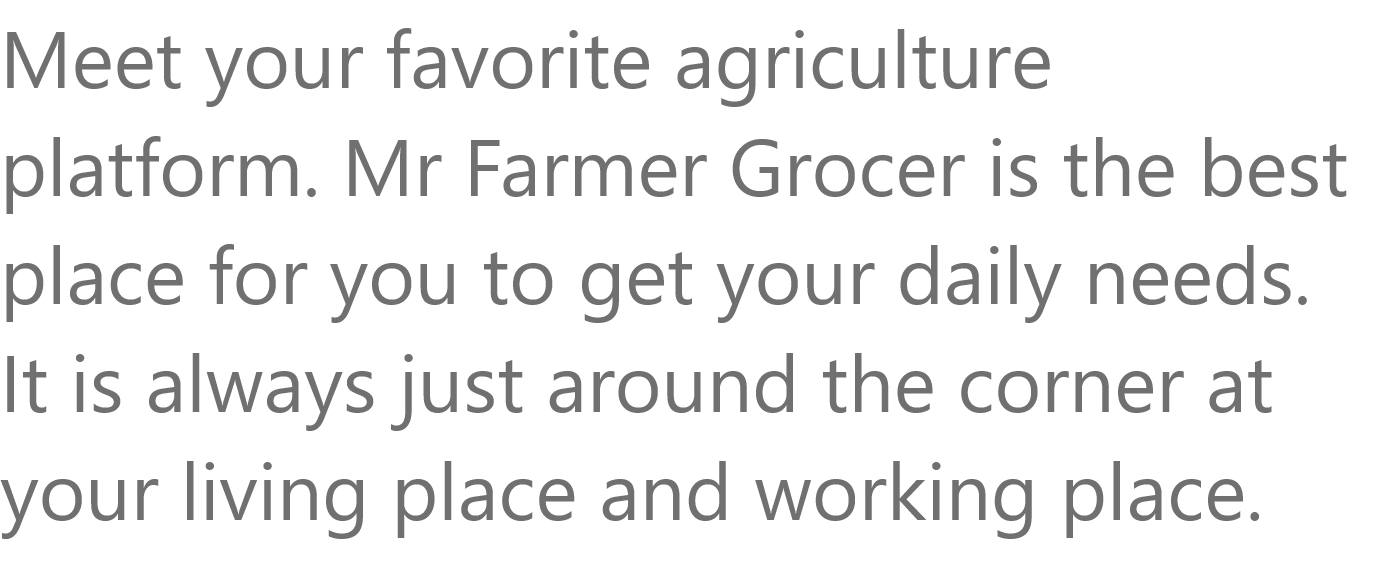 Meet your favorite agriculture
platform. Mr Farmer Grocer is the best
place for you to get your daily needs.
It is always just around the corner at
your living place and working place.